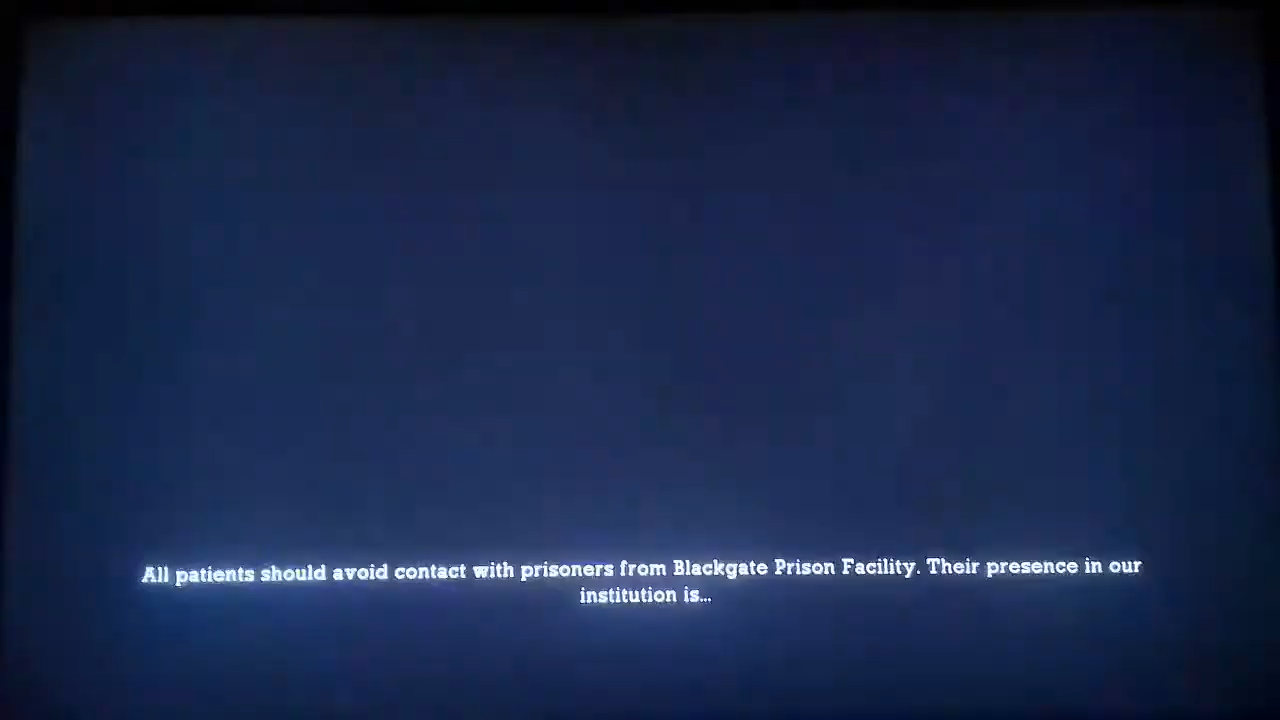 All patients should avoid contact with prisoners from Blackgate Prison Facility. Their presence in our
institution is...